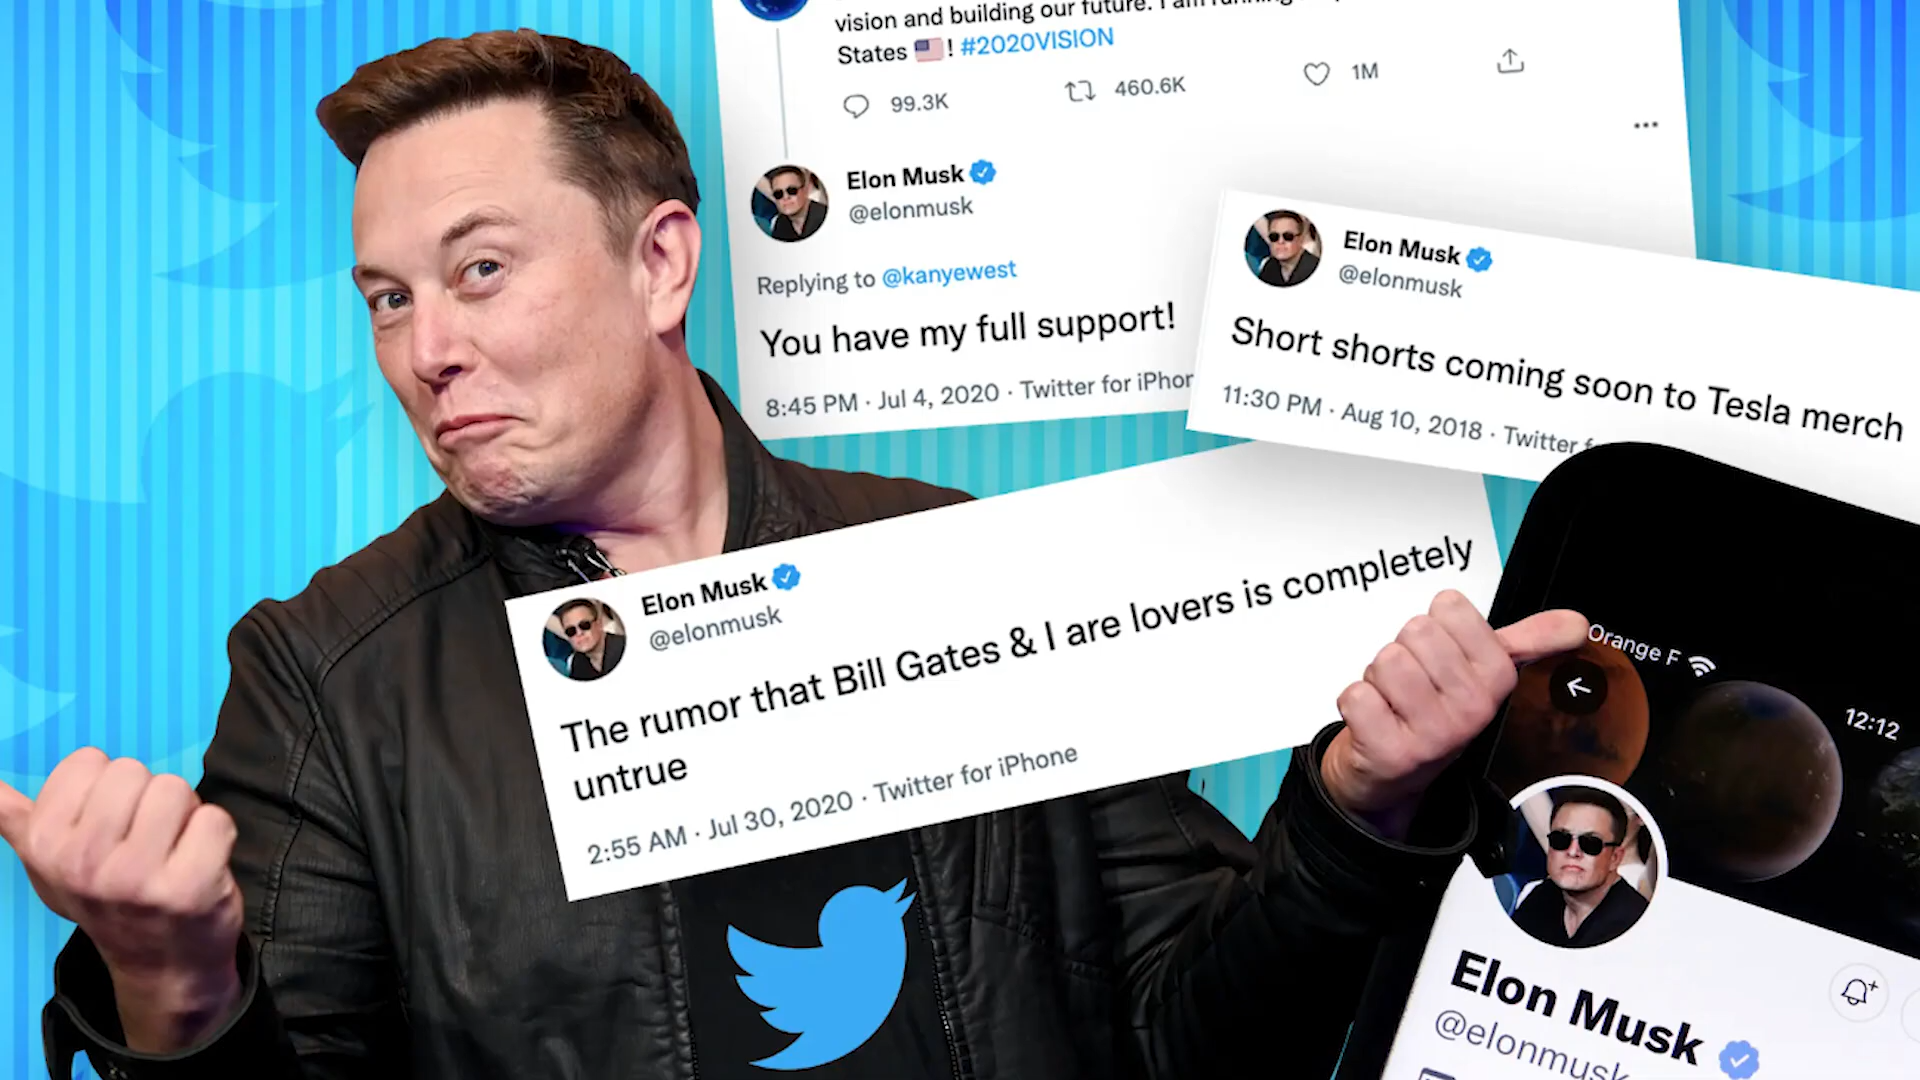 vision and building our future. I am running
States 🇺🇸! #2020VISION
99.3K 460.6K 1M
Elon Musk
@elonmusk
Replying to @kanyewest
You have my full support!
8:45 PM · Jul 4, 2020 · Twitter for iPhon
Elon Musk
@elonmusk
Short shorts coming soon to Tesla merch
11:30 PM · Aug 10, 2018 · Twitter f
Elon Musk
@elonmusk
The rumor that Bill Gates & I are lovers is completely
untrue
2:55 AM · Jul 30, 2020 · Twitter for iPhone
Orange F
12:12
Elon Musk
@elonmusk